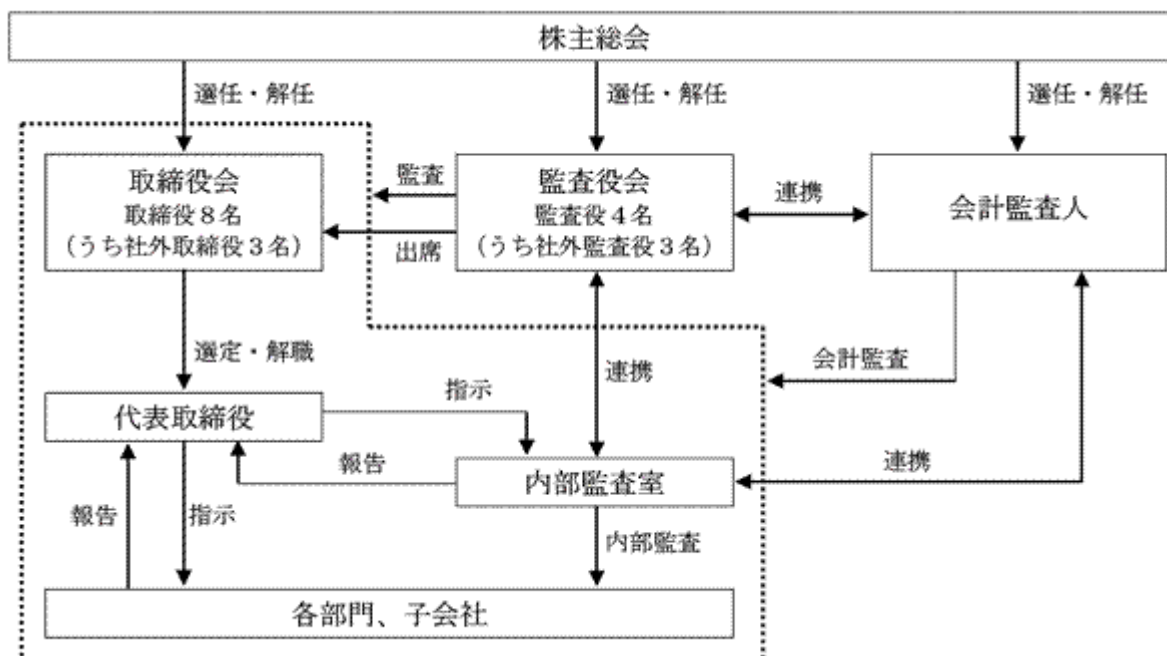 株主総会
選任・解任
選任・解任
選任・解任
取締役会
取締役8名
（うち社外取締役3名）
監査
出席
監査役会
監査役4名
（うち社外監査役3名）
連携
会計監査人
選定・解職
連携
会計監査
代表取締役
指示
報告
内部監査室
連携
報告
指示
内部監査
各部門、子会社